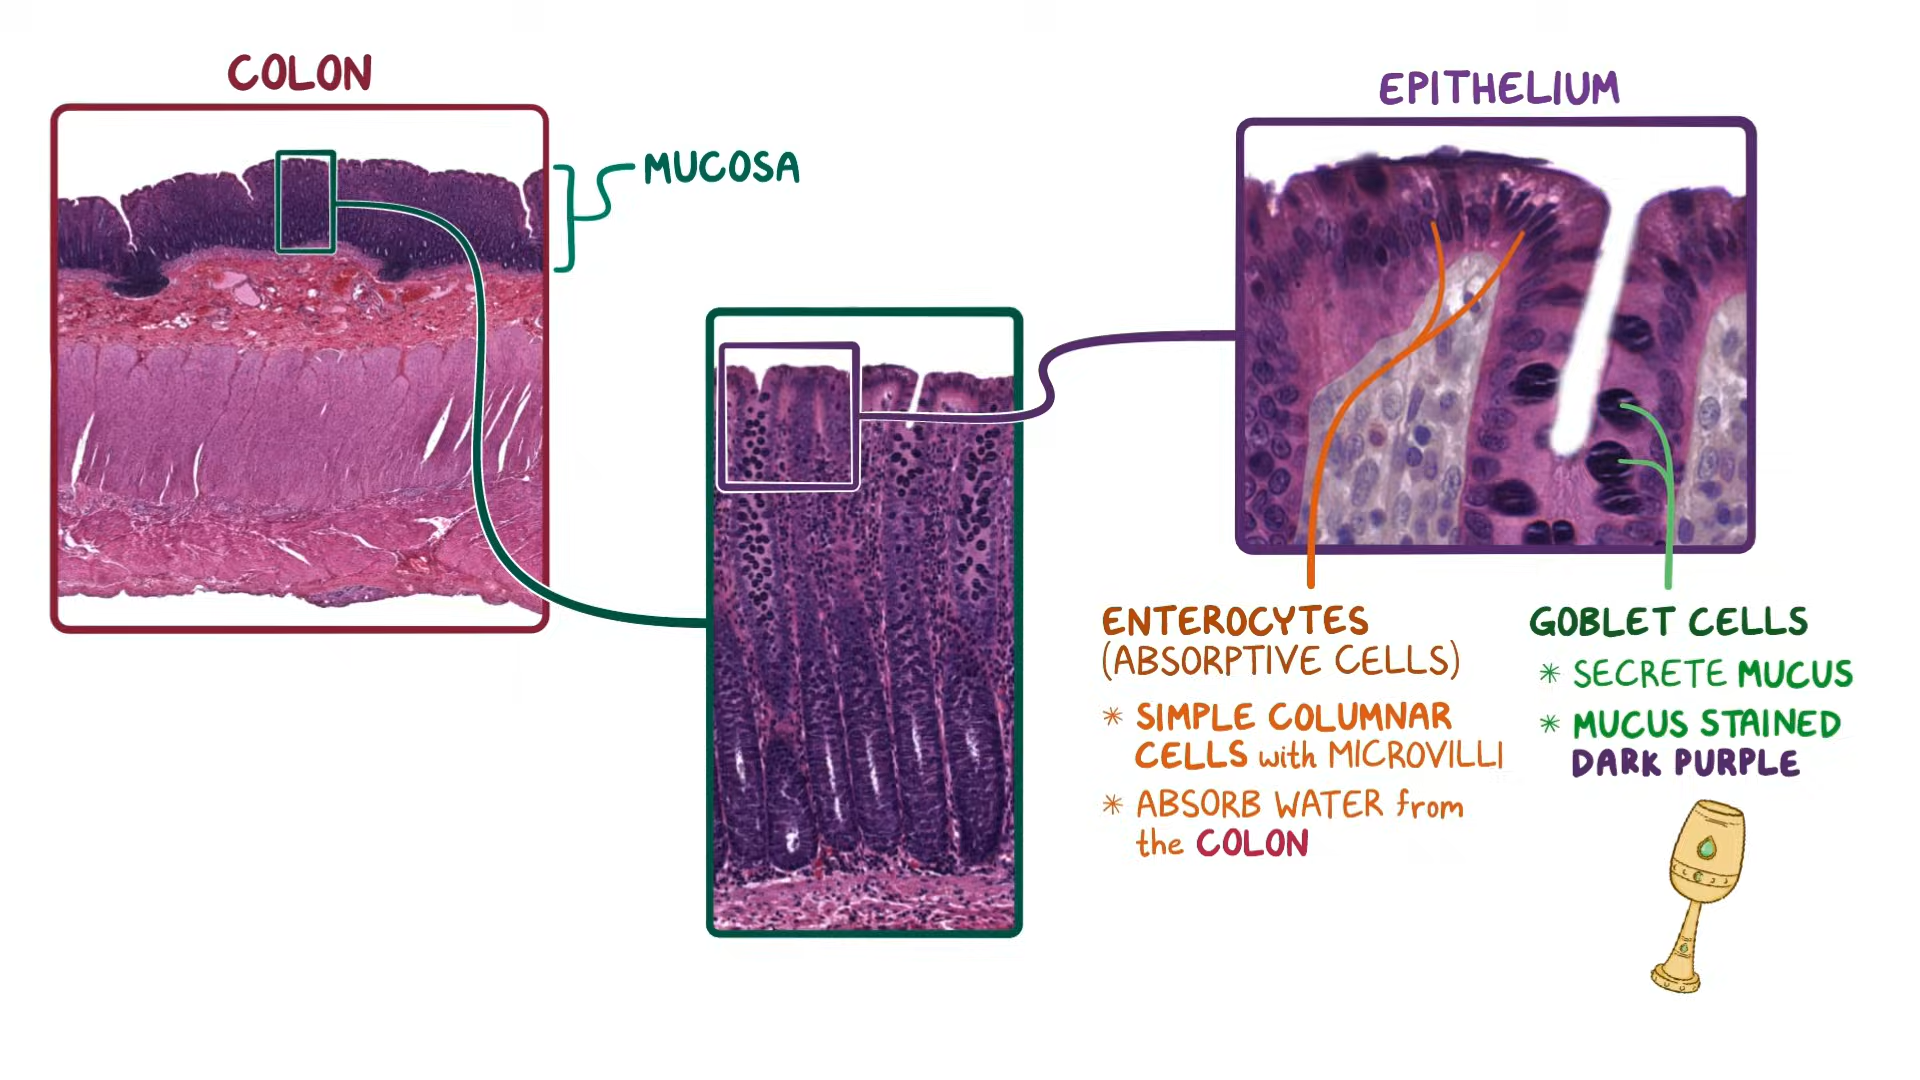 COLON
MUCOSA
EPITHELIUM
ENTEROCYTES
(ABSORPTIVE CELLS)
* SIMPLE COLUMNAR
CELLS with MICROVILLI
* ABSORB WATER from
the COLON
GOBLET CELLS
* SECRETE MUCUS
* MUCUS STAINED
DARK PURPLE